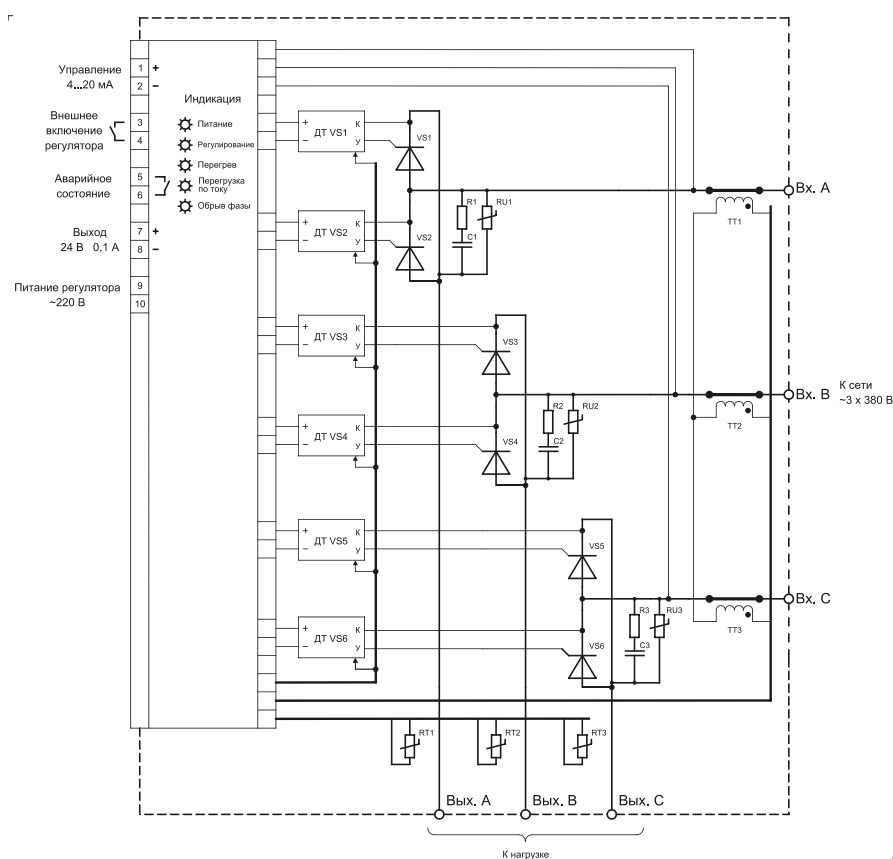 Управление
4...20 мА
1 +
2 –
Внешнее
включение
регулятора
3
4
Аварийное
состояние
5
6
Выход
24 В 0,1 А
7 +
8 –
Питание регулятора
~220 В
9
10
Индикация
Питание
Регулирование
Перегрев
Перегрузка
по току
Обрыв фазы
+ –
ДТ VS1
К
У
VS1
+ –
ДТ VS2
К
У
VS2
R1
C1
RU1
+ –
ДТ VS3
К
У
VS3
+ –
ДТ VS4
К
У
VS4
R2
C2
RU2
+ –
ДТ VS5
К
У
VS5
+ –
ДТ VS6
К
У
VS6
R3
C3
RU3
ТТ1
Вх. А
ТТ2
Вх. В
К сети
~3 х 380 В
ТТ3
Вх. С
RT1
RT2
RT3
Вых. А
Вых. В
Вых. С
К нагрузке